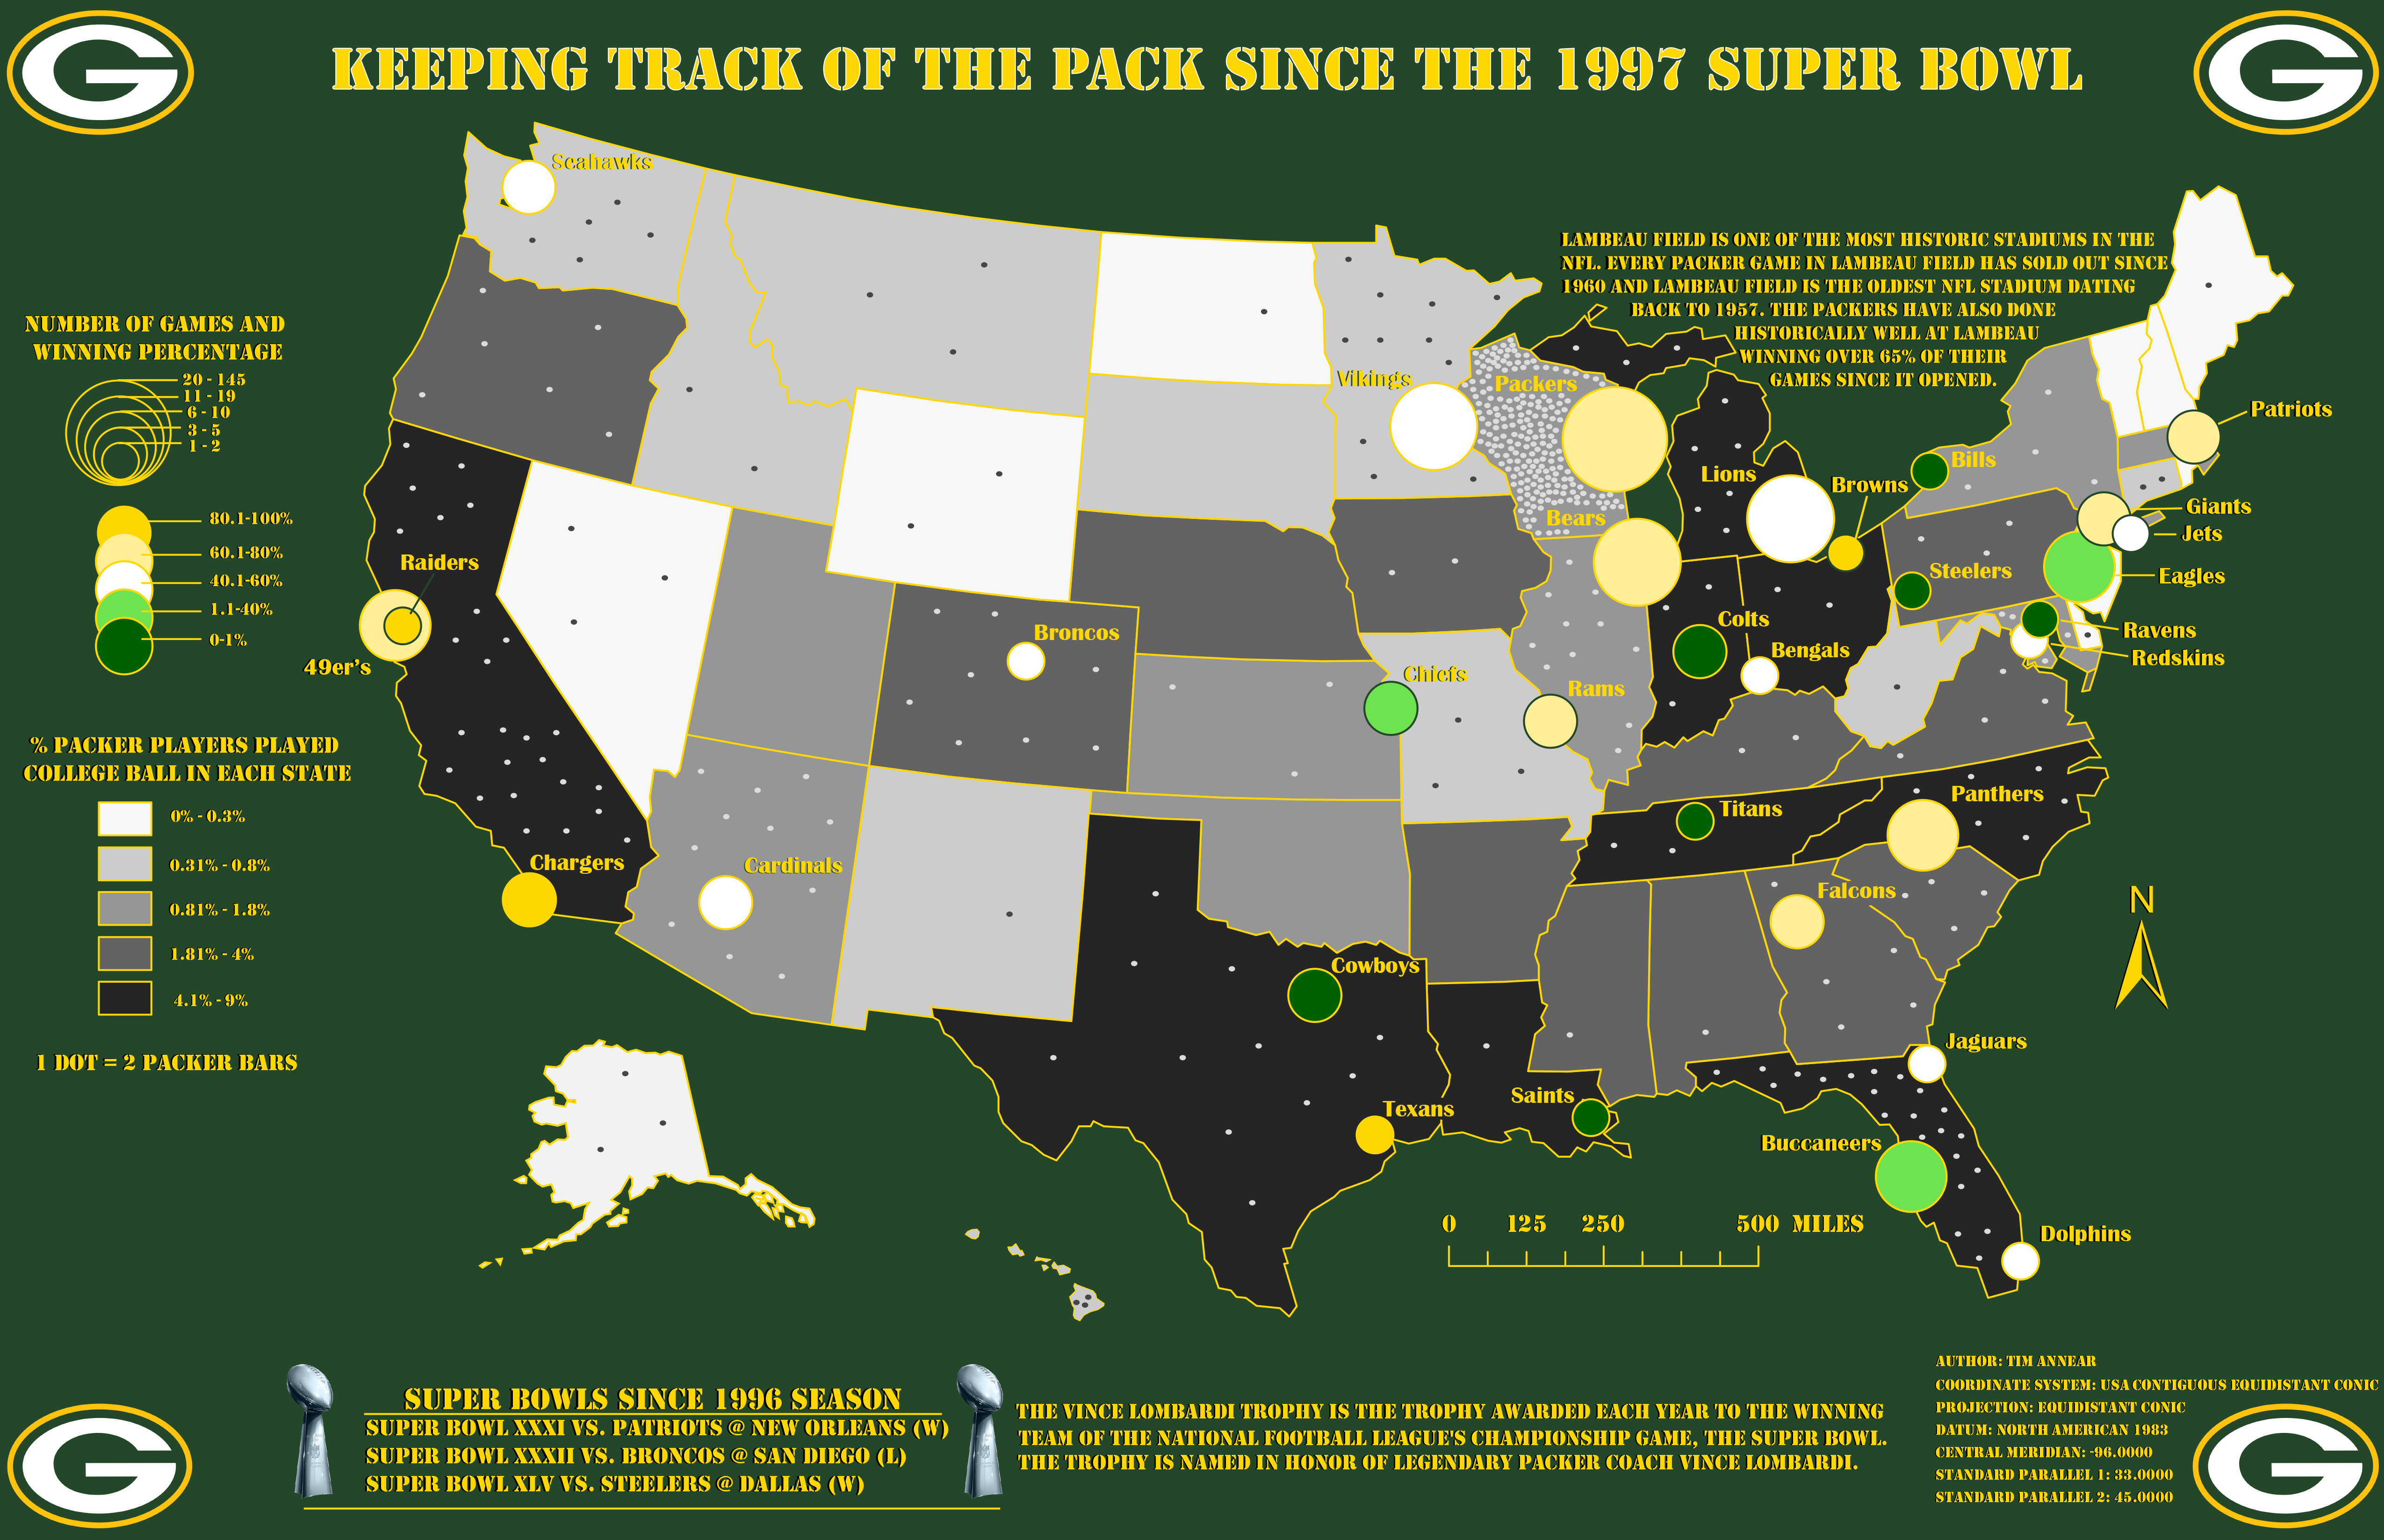 KEEPING TRACK OF THE PACK SINCE THE 1997 SUPER BOWL
LAMBEAU FIELD IS ONE OF THE MOST HISTORIC STADIUMS IN THE
NFL. EVERY PACKER GAME IN LAMBEAU FIELD HAS SOLD OUT SINCE
1960 AND LAMBEAU FIELD IS THE OLDEST NFL STADIUM DATING
BACK TO 1957. THE PACKERS HAVE ALSO DONE
HISTORICALLY WELL AT LAMBEAU
WINNING OVER 65% OF THEIR
GAMES SINCE IT OPENED.
NUMBER OF GAMES AND
WINNING PERCENTAGE
20 - 145
11 - 19
6 - 10
3 - 5
1 - 2
80.1-100%
60.1-80%
40.1-60%
1.1-40%
0-1%
% PACKER PLAYERS PLAYED
COLLEGE BALL IN EACH STATE
0% - 0.3%
0.31% - 0.8%
0.81% - 1.8%
1.81% - 4%
4.1% - 9%
1 DOT = 2 PACKER BARS
Seahawks
Vikings
Packers
Bears
Lions
Browns
Bills
Patriots
Giants
Jets
Eagles
Steelers
Ravens
Redskins
Raiders
49er's
Broncos
Chiefs
Rams
Colts
Bengals
Titans
Panthers
Chargers
Cardinals
Falcons
Cowboys
Texans
Saints
Jaguars
Buccaneers
Dolphins
N
0 125 250 500 MILES
SUPER BOWLS SINCE 1996 SEASON
SUPER BOWL XXXI VS. PATRIOTS @ NEW ORLEANS (W)
SUPER BOWL XXXII VS. BRONCOS @ SAN DIEGO (L)
SUPER BOWL XLV VS. STEELERS @ DALLAS (W)
THE VINCE LOMBARDI TROPHY IS THE TROPHY AWARDED EACH YEAR TO THE WINNING
TEAM OF THE NATIONAL FOOTBALL LEAGUE'S CHAMPIONSHIP GAME, THE SUPER BOWL.
THE TROPHY IS NAMED IN HONOR OF LEGENDARY PACKER COACH VINCE LOMBARDI.
AUTHOR: TIM ANNEAR
COORDINATE SYSTEM: USA CONTIGUOUS EQUIDISTANT CONIC
PROJECTION: EQUIDISTANT CONIC
DATUM: NORTH AMERICAN 1983
CENTRAL MERIDIAN: -96.0000
STANDARD PARALLEL 1: 33.0000
STANDARD PARALLEL 2: 45.0000
G
G
G
G